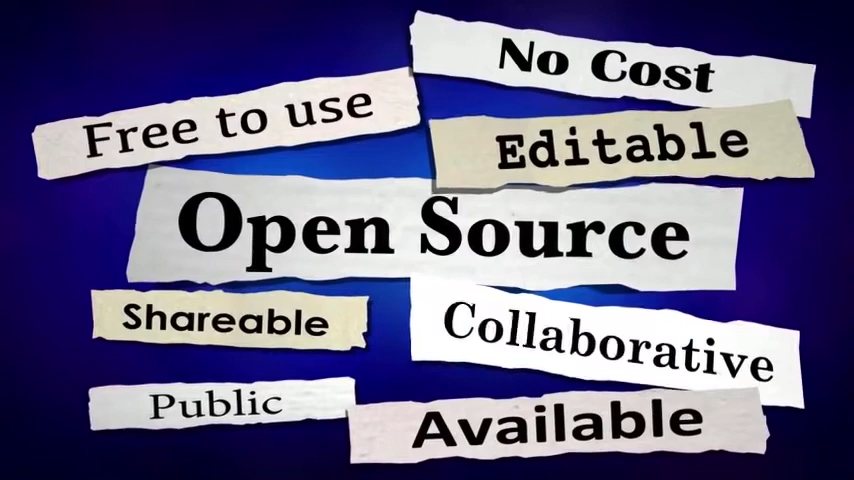 No Cost
Free to use
Editable
Open Source
Shareable
Collaborative
Public
Available